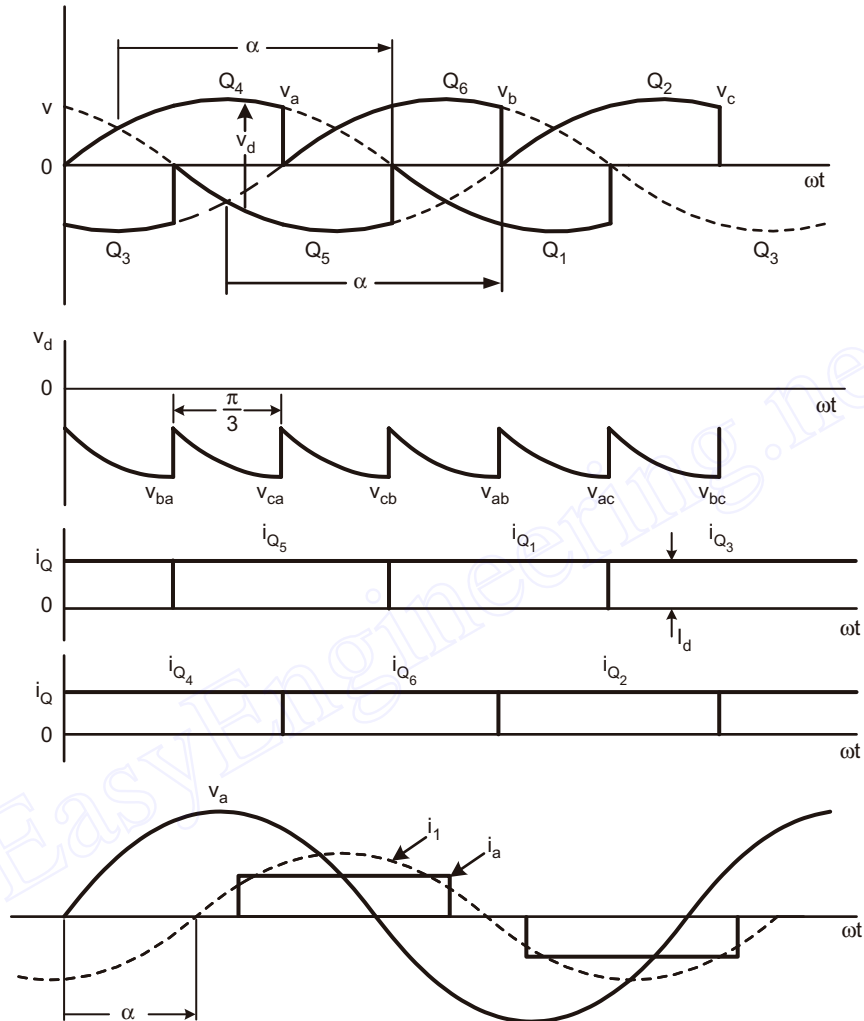 α
Q4 va Q6 vb Q2 vc
v
vd
0
ωt
Q3 Q5 Q1 Q3
α
vd
0
ωt
π/3
vba vca vcb vab vac vbc
iQ5 iQ1 iQ3
iQ
0
Id
ωt
iQ4 iQ6 iQ2
iQ
0
ωt
va
i1
ia
ωt
α
EasyEngineering.ne